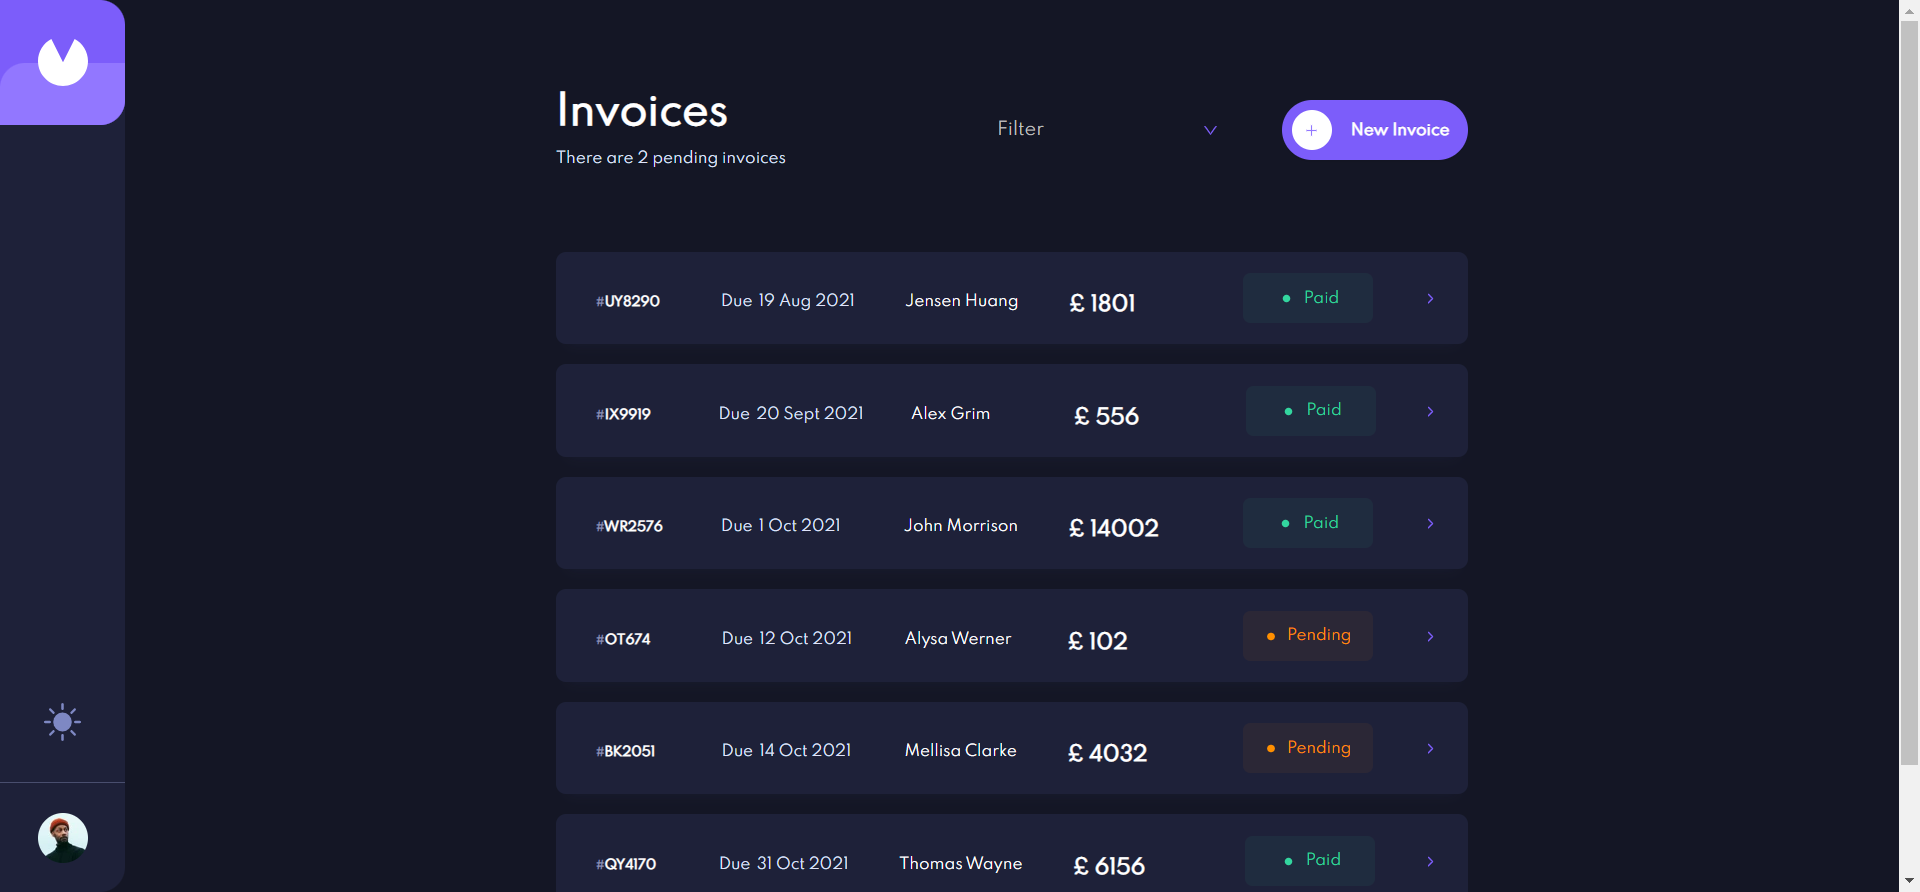 Invoices
There are 2 pending invoices
Filter
New Invoice
#UY8290 Due 19 Aug 2021 Jensen Huang £ 1801 Paid
#IX9919 Due 20 Sept 2021 Alex Grim £ 556 Paid
#WR2576 Due 1 Oct 2021 John Morrison £ 14002 Paid
#OT674 Due 12 Oct 2021 Alysa Werner £ 102 Pending
#BK2051 Due 14 Oct 2021 Mellisa Clarke £ 4032 Pending
#QY4170 Due 31 Oct 2021 Thomas Wayne £ 6156 Paid